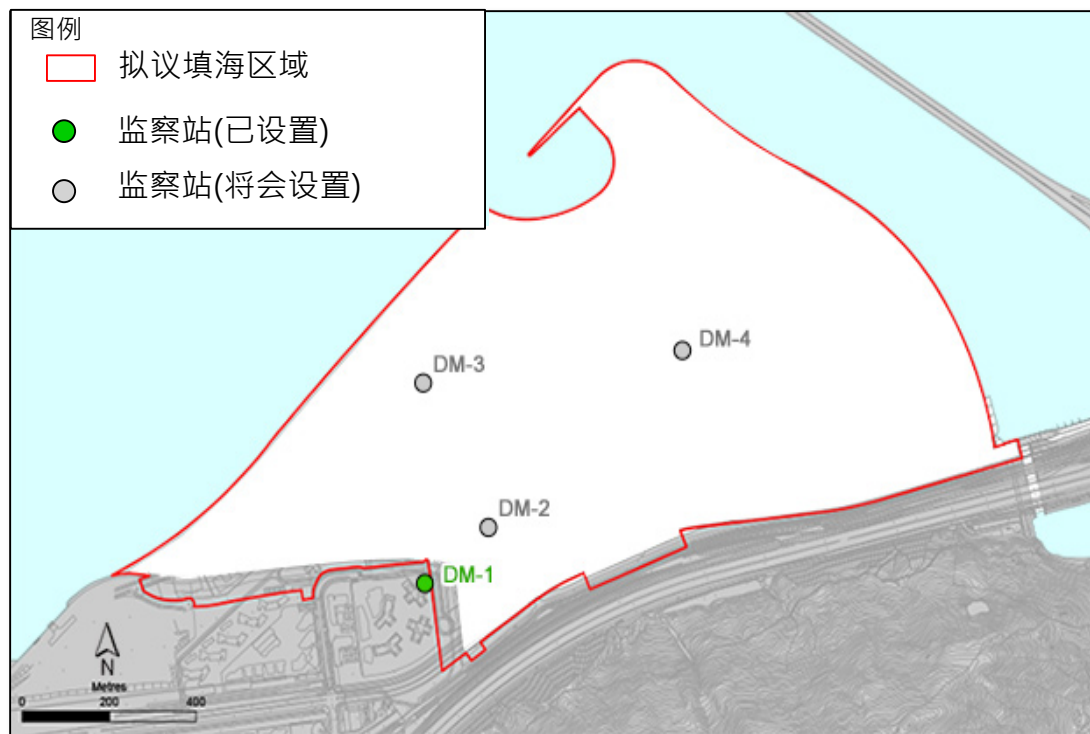 图例
拟议填海区域
监察站(已设置)
监察站(将会设置)
DM-4
DM-3
DM-2
DM-1
N
Metres
0 200 400